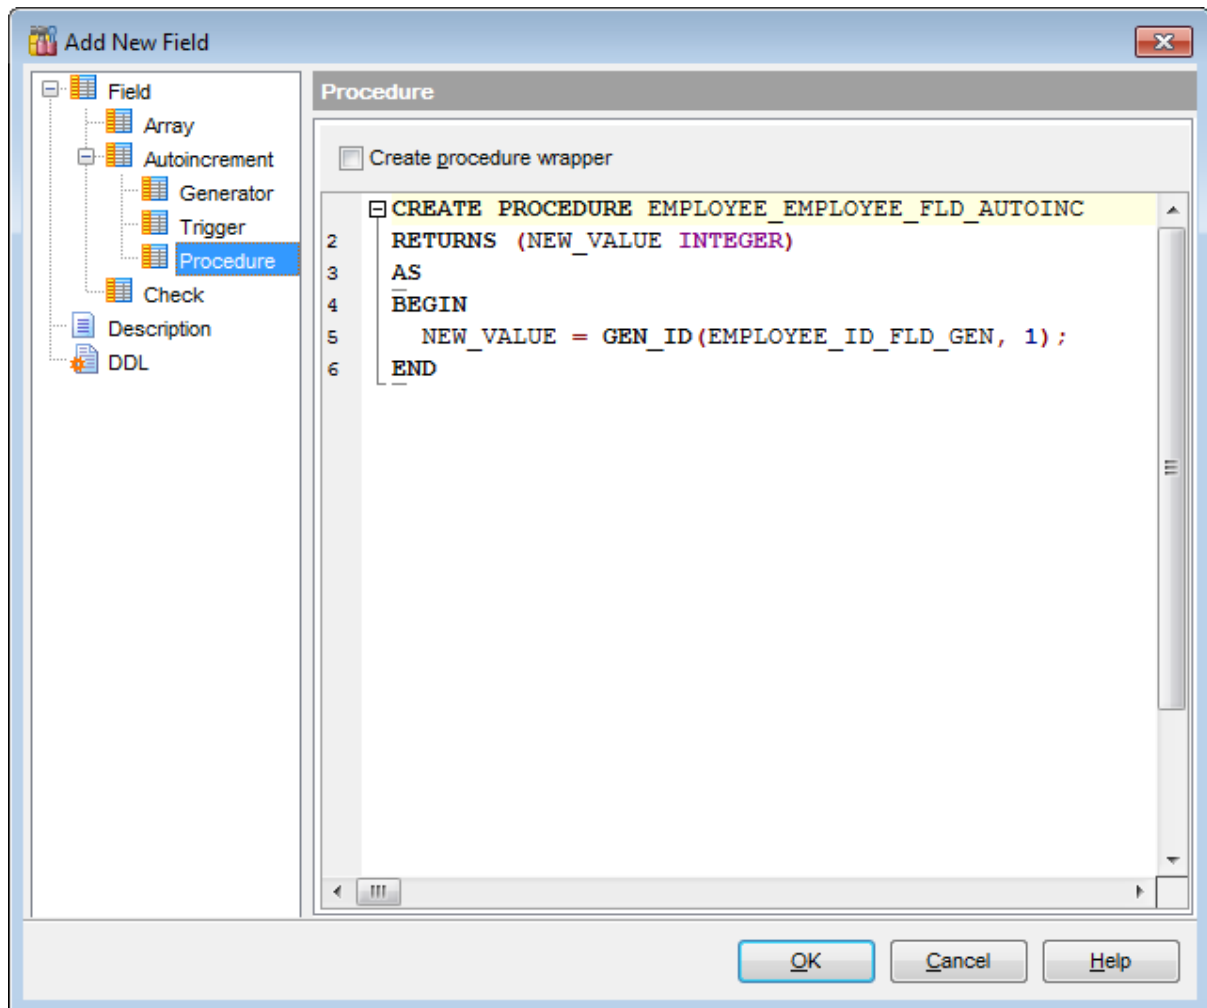 Add New Field
Field
Array
Autoincrement
Generator
Trigger
Procedure
Check
Description
DDL
Procedure
Create procedure wrapper
CREATE PROCEDURE EMPLOYEE_EMPLOYEE_FLD_AUTOINC
2 RETURNS (NEW_VALUE INTEGER)
3 AS
4 BEGIN
5 NEW_VALUE = GEN_ID(EMPLOYEE_ID_FLD_GEN, 1);
6 END
OK Cancel Help